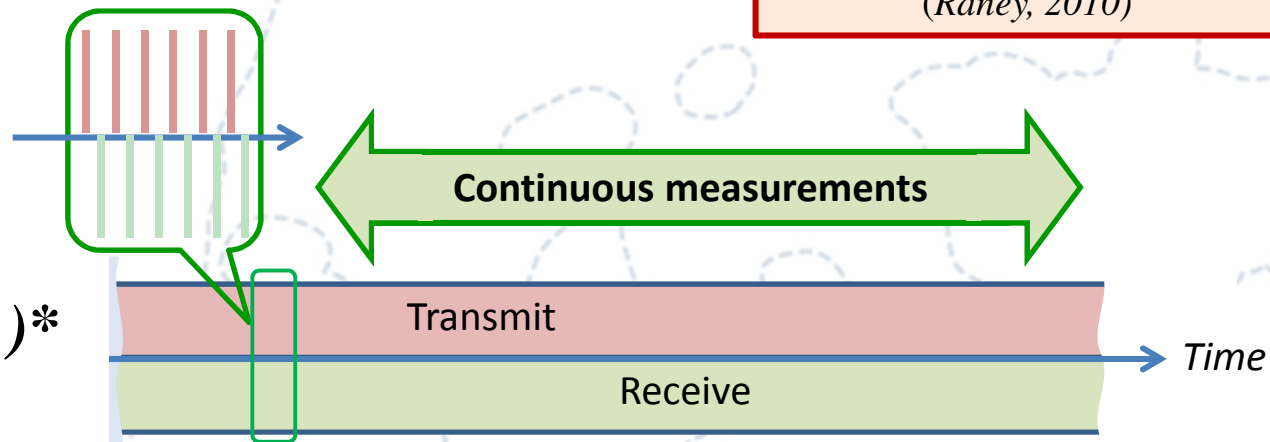 (Raney, 2010)
Continuous measurements
)*
Transmit
Time
Receive